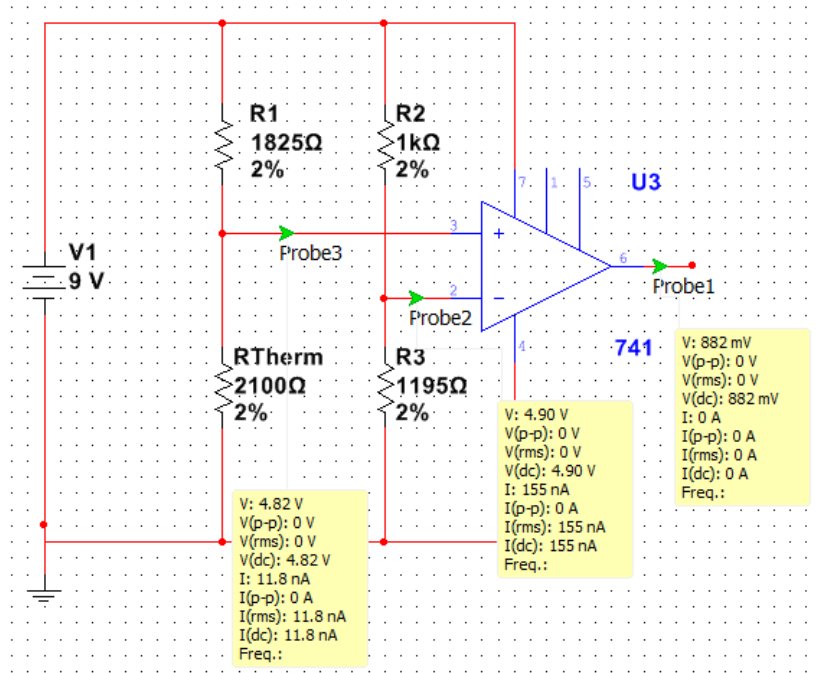 R1
1825Ω
2%
R2
1kΩ
2%
7
1
5
U3
3
+
Probe3
V1
9 V
2
−
Probe2
6
Probe1
4
741
RTherm
2100Ω
2%
R3
1195Ω
2%
V: 882 mV
V(p-p): 0 V
V(rms): 0 V
V(dc): 882 mV
I: 0 A
I(p-p): 0 A
I(rms): 0 A
I(dc): 0 A
Freq.:
V: 4.90 V
V(p-p): 0 V
V(rms): 0 V
V(dc): 4.90 V
I: 155 nA
I(p-p): 0 A
I(rms): 155 nA
I(dc): 155 nA
Freq.:
V: 4.82 V
V(p-p): 0 V
V(rms): 0 V
V(dc): 4.82 V
I: 11.8 nA
I(p-p): 0 A
I(rms): 11.8 nA
I(dc): 11.8 nA
Freq.: